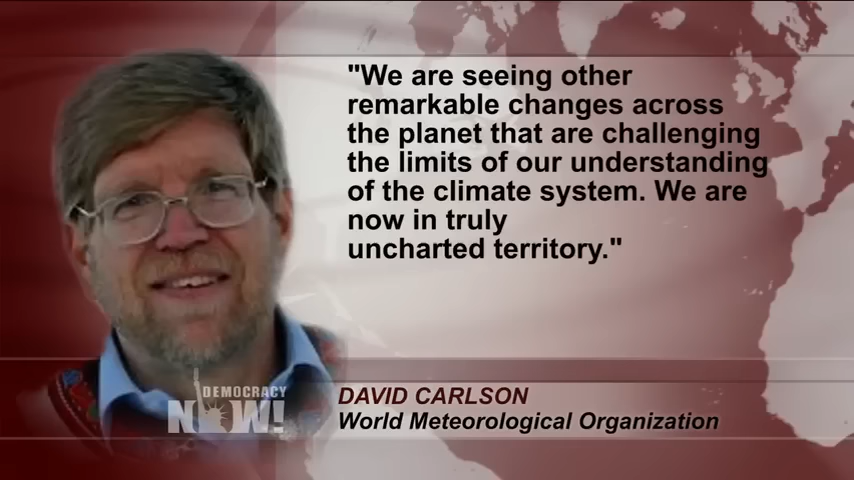 "We are seeing other
remarkable changes across
the planet that are challenging
the limits of our understanding
of the climate system. We are
now in truly
uncharted territory."
DEMOCRACY
NOW!
DAVID CARLSON
World Meteorological Organization